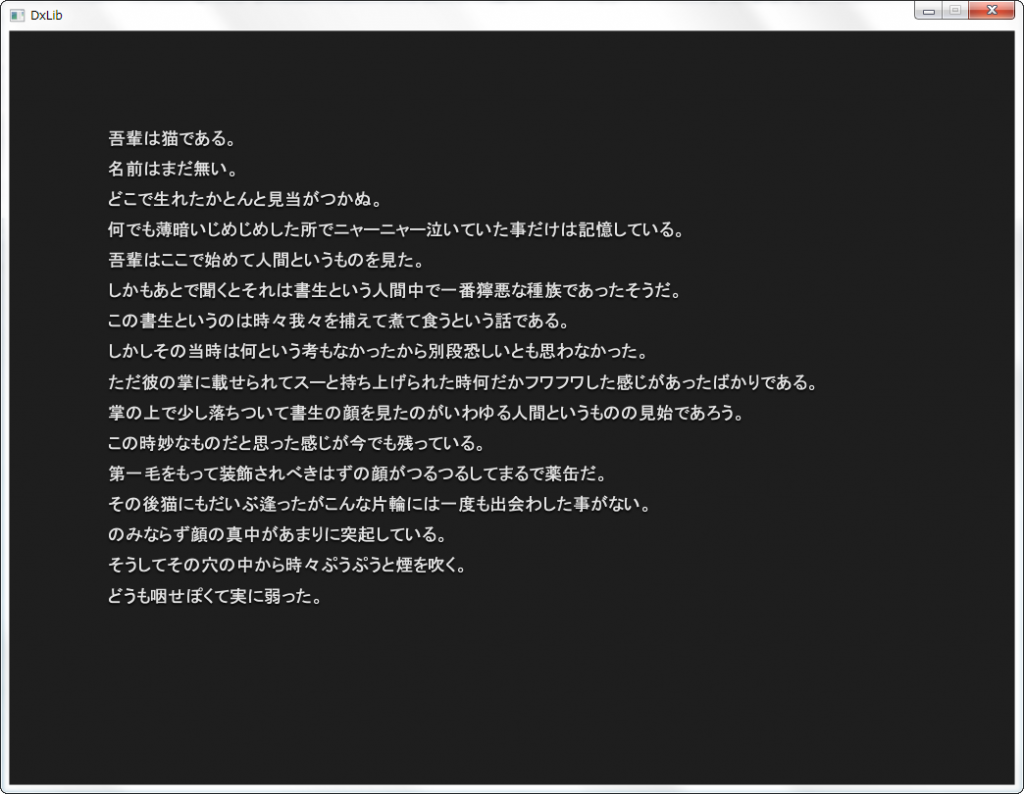 DxLib
吾輩は猫である。
名前はまだ無い。
どこで生れたかとんと見当がつかぬ。
何でも薄暗いじめじめした所でニャーニャー泣いていた事だけは記憶している。
吾輩はここで始めて人間というものを見た。
しかもあとで聞くとそれは書生という人間中で一番獰悪な種族であったそうだ。
この書生というのは時々我々を捕えて煮て食うという話である。
しかしその当時は何という考もなかったから別段恐しいとも思わなかった。
ただ彼の掌に載せられてスーと持ち上げられた時何だかフワフワした感じがあったばかりである。
掌の上で少し落ちついて書生の顔を見たのがいわゆる人間というものの見始であろう。
この時妙なものだと思った感じが今でも残っている。
第一毛をもって装飾されべきはずの顔がつるつるしてまるで薬缶だ。
その後猫にもだいぶ逢ったがこんな片輪には一度も出会わした事がない。
のみならず顔の真中があまりに突起している。
そうしてその穴の中から時々ぷうぷうと煙を吹く。
どうも咽せぽくて実に弱った。